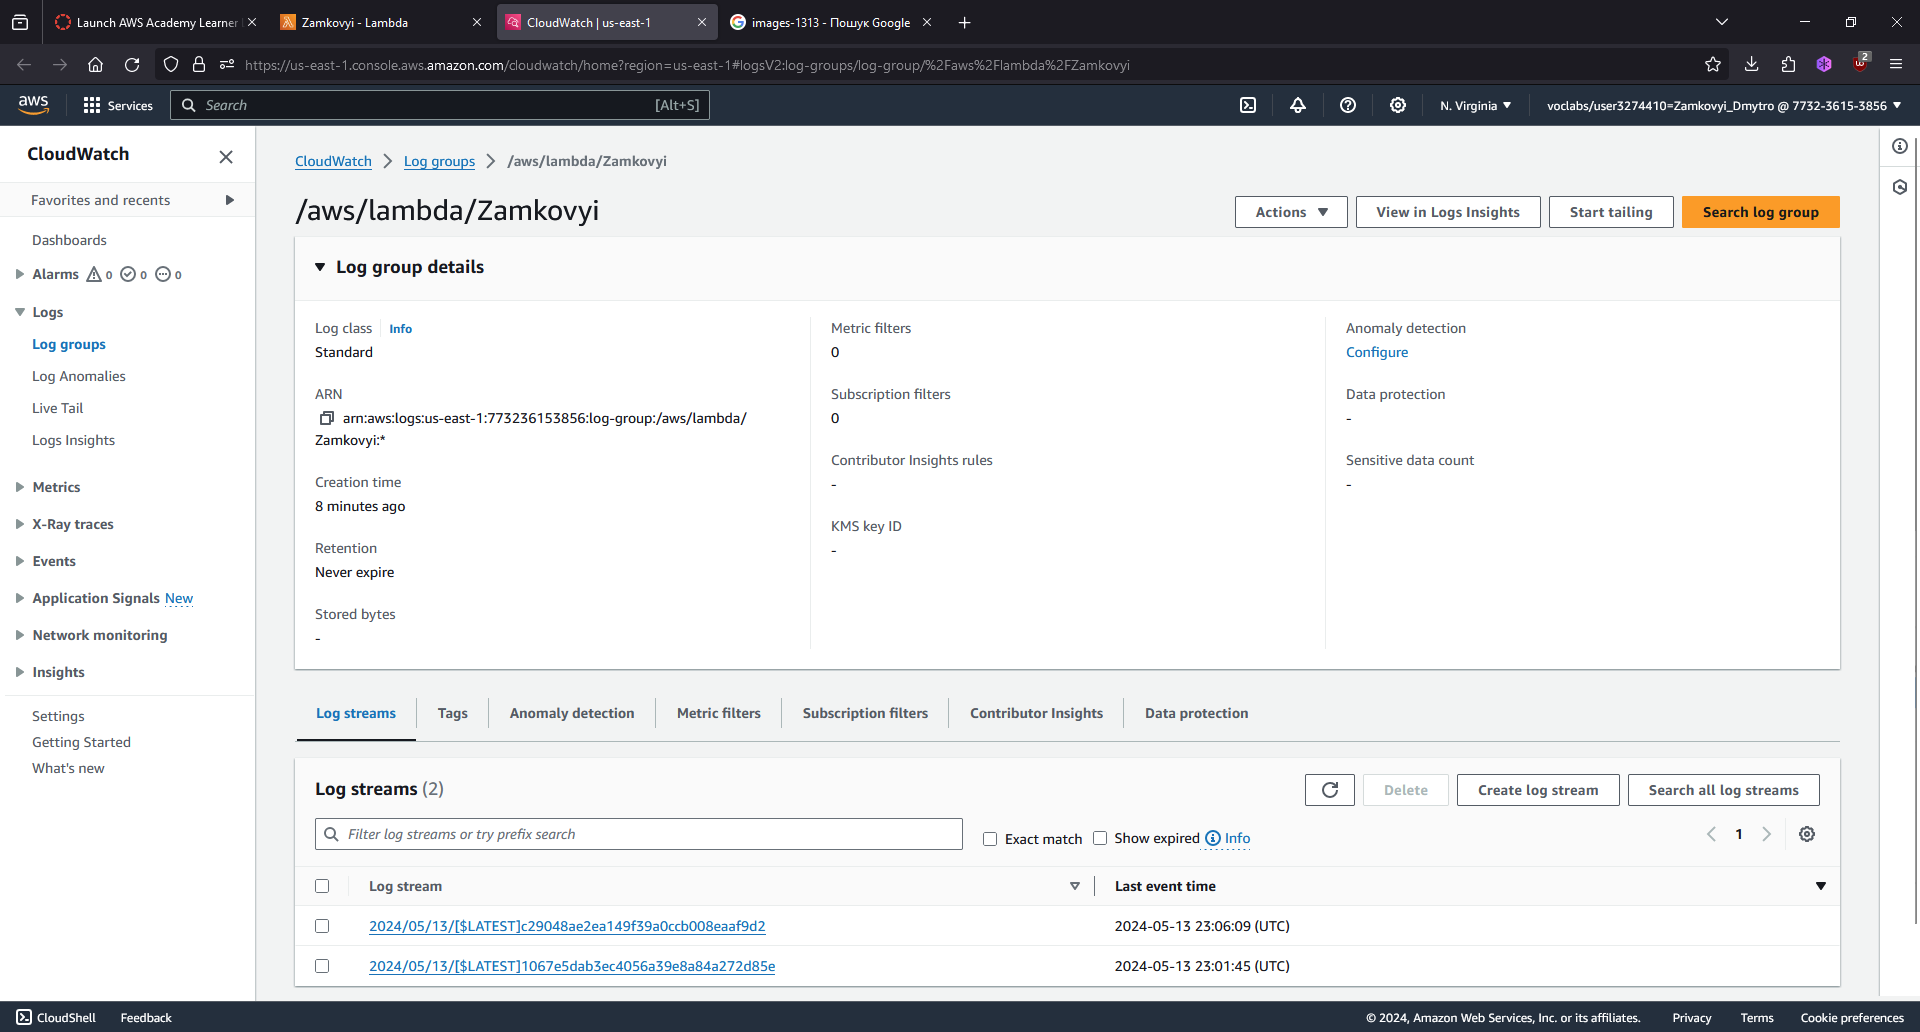 Launch AWS Academy Learner
Zamkovyi - Lambda
CloudWatch | us-east-1
images-1313 - Пошук Google
https://us-east-1.console.aws.amazon.com/cloudwatch/home?region=us-east-1#logsV2:log-groups/log-group/%2Faws%2Flambda%2FZamkovyi
2
aws
Services
Search
[Alt+S]
N. Virginia
voclabs/user3274410=Zamkovyi_Dmytro @ 7732-3615-3856
CloudWatch
Favorites and recents
Dashboards
Alarms 0 0 0
Logs
Log groups
Log Anomalies
Live Tail
Logs Insights
Metrics
X-Ray traces
Events
Application Signals New
Network monitoring
Insights
Settings
Getting Started
What's new
CloudWatch
Log groups
/aws/lambda/Zamkovyi
/aws/lambda/Zamkovyi
Actions
View in Logs Insights
Start tailing
Search log group
Log group details
Log class
Info
Standard
ARN
arn:aws:logs:us-east-1:773236153856:log-group:/aws/lambda/
Zamkovyi:*
Creation time
8 minutes ago
Retention
Never expire
Stored bytes
-
Metric filters
0
Subscription filters
0
Contributor Insights rules
-
KMS key ID
-
Anomaly detection
Configure
Data protection
-
Sensitive data count
-
Log streams
Tags
Anomaly detection
Metric filters
Subscription filters
Contributor Insights
Data protection
Log streams (2)
Delete
Create log stream
Search all log streams
Filter log streams or try prefix search
Exact match
Show expired
Info
1
Log stream
Last event time
2024/05/13/[$LATEST]c29048ae2ea149f39a0ccb008eaaf9d2
2024-05-13 23:06:09 (UTC)
2024/05/13/[$LATEST]1067e5dab3ec4056a39e8a84a272d85e
2024-05-13 23:01:45 (UTC)
CloudShell
Feedback
© 2024, Amazon Web Services, Inc. or its affiliates.
Privacy
Terms
Cookie preferences